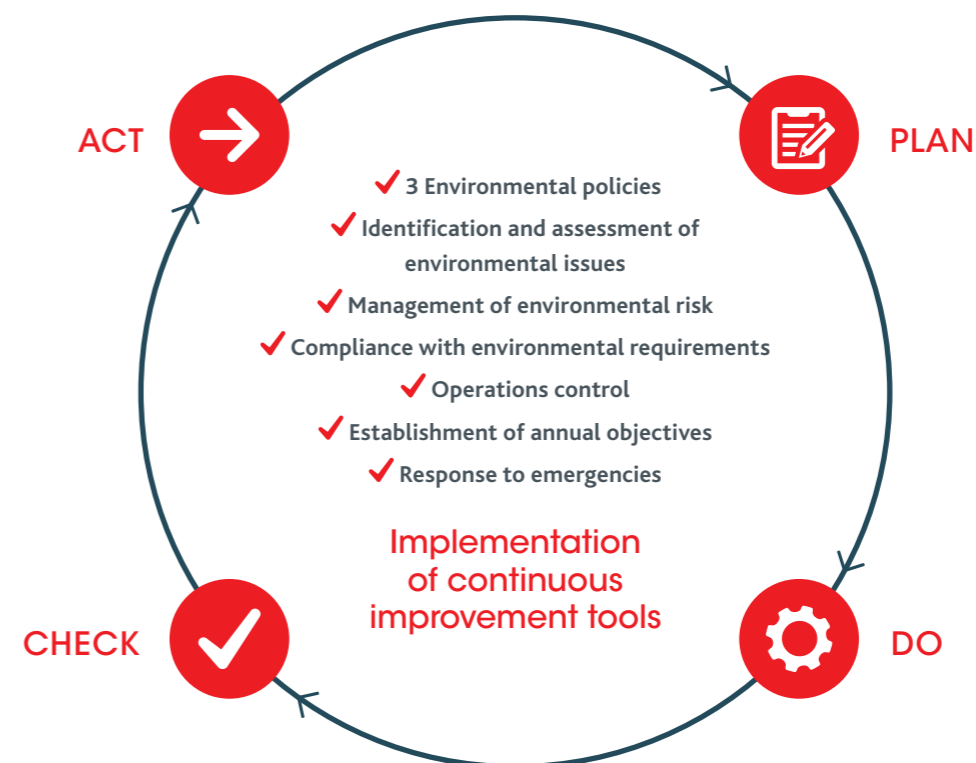 ACT
PLAN
3 Environmental policies
Identification and assessment of
environmental issues
Management of environmental risk
Compliance with environmental requirements
Operations control
Establishment of annual objectives
Response to emergencies
Implementation
of continuous
improvement tools
CHECK
DO